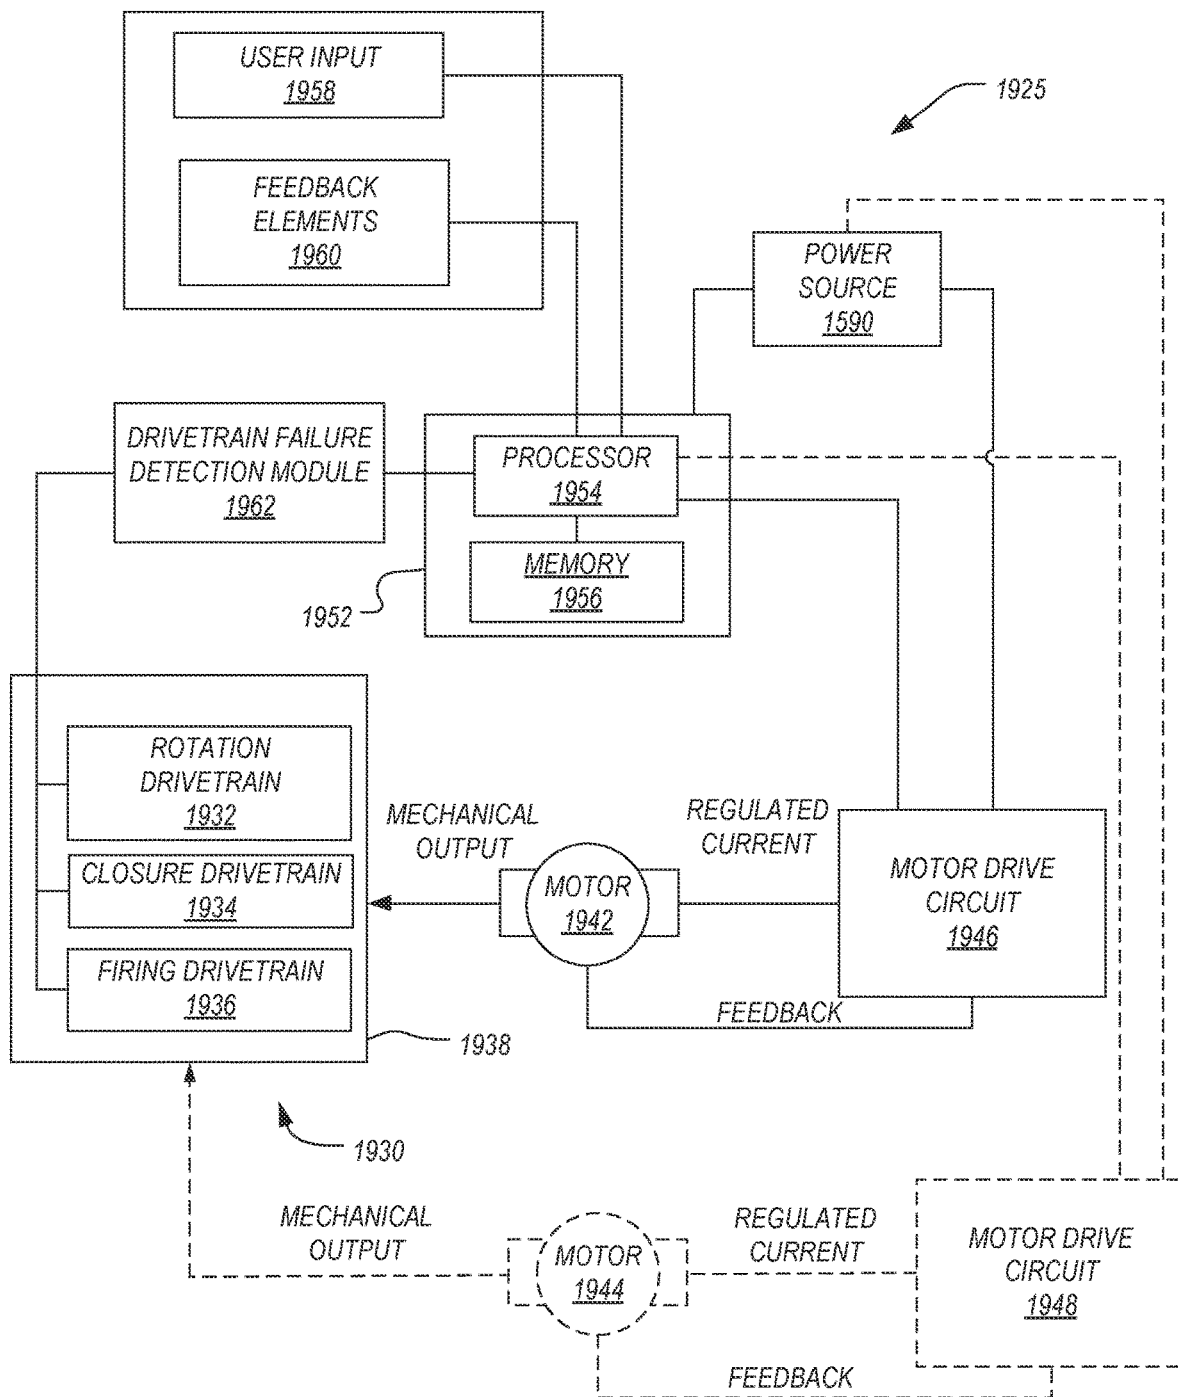 USER INPUT
1958
1925
FEEDBACK
ELEMENTS
1960
POWER
SOURCE
1590
DRIVETRAIN FAILURE
DETECTION MODULE
1962
PROCESSOR
1954
MEMORY
1956
1952
ROTATION
DRIVETRAIN
1932
CLOSURE DRIVETRAIN
1934
FIRING DRIVETRAIN
1936
MECHANICAL
OUTPUT
MOTOR
1942
REGULATED
CURRENT
MOTOR DRIVE
CIRCUIT
1946
FEEDBACK
1938
1930
MECHANICAL
OUTPUT
MOTOR
1944
REGULATED
CURRENT
MOTOR DRIVE
CIRCUIT
1948
FEEDBACK